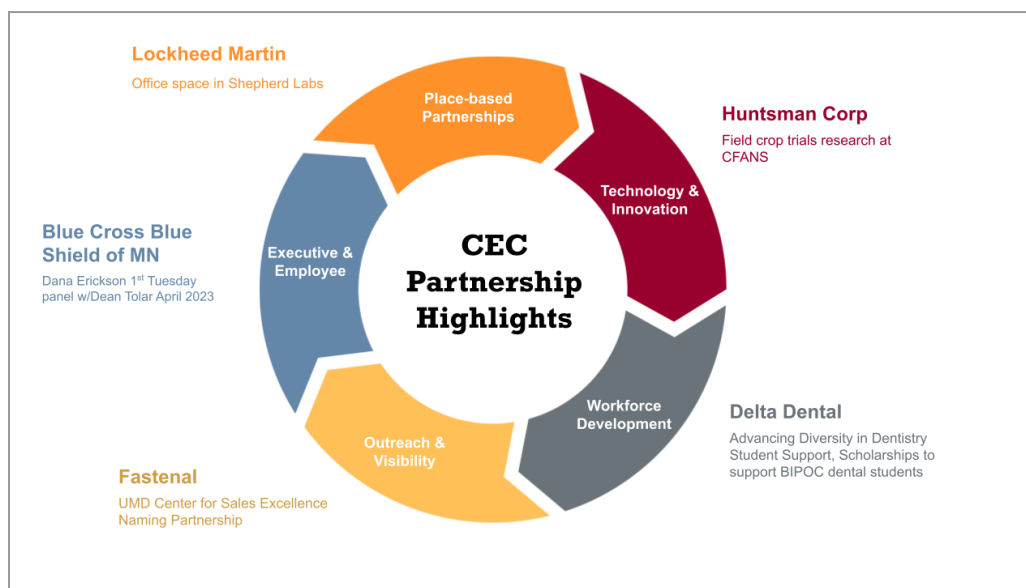 Lockheed Martin
Office space in Shepherd Labs
Place-based
Partnerships
Huntsman Corp
Field crop trials research at
CFANS
Technology &
Innovation
Blue Cross Blue
Shield of MN
Dana Erickson 1st Tuesday
panel w/Dean Tolar April 2023
Executive &
Employee
CEC
Partnership
Highlights
Workforce
Development
Delta Dental
Advancing Diversity in Dentistry
Student Support, Scholarships to
support BIPOC dental students
Outreach &
Visibility
Fastenal
UMD Center for Sales Excellence
Naming Partnership